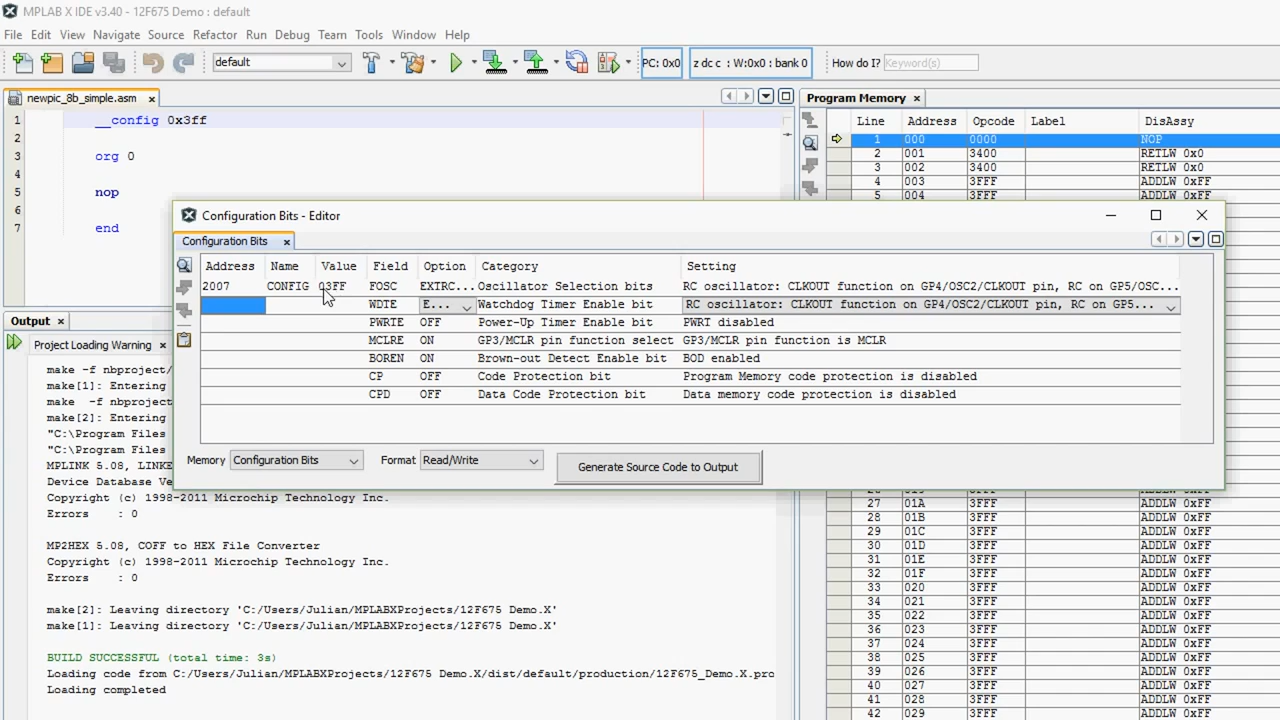 MPLAB X IDE v3.40 - 12F675 Demo : default
File Edit View Navigate Source Refactor Run Debug Team Tools Window Help
default PC: 0x0 z dc c : W:0x0 : bank 0 How do I? Keyword(s)
newpic_8b_simple.asm
1 __config 0x3ff
2
3 org 0
4
5 nop
6
7 end
Program Memory
Line Address Opcode Label DisAssy
1 000 0000 NOP
2 001 3400 RETLW 0x0
3 002 3400 RETLW 0x0
4 003 3FFF ADDLW 0xFF
5 004 3FFF ADDLW 0xFF
Configuration Bits - Editor
Configuration Bits
Address Name Value Field Option Category Setting
2007 CONFIG 03FF FOSC EXTRC... Oscillator Selection bits RC oscillator: CLKOUT function on GP4/OSC2/CLKOUT pin, RC on GP5/OSC...
WDTE E... Watchdog Timer Enable bit RC oscillator: CLKOUT function on GP4/OSC2/CLKOUT pin, RC on GP5...
PWRTE OFF Power-Up Timer Enable bit PWRT disabled
MCLRE ON GP3/MCLR pin function select GP3/MCLR pin function is MCLR
BOREN ON Brown-out Detect Enable bit BOD enabled
CP OFF Code Protection bit Program Memory code protection is disabled
CPD OFF Data Code Protection bit Data memory code protection is disabled
Memory Configuration Bits Format Read/Write Generate Source Code to Output
Output
Project Loading Warning
make -f nbproject/
make[1]: Entering
make -f nbproject
make[2]: Entering
"C:\Program Files
"C:\Program Files
MPLINK 5.08, LINKE
Device Database Ve
Copyright (c) 1998-2011 Microchip Technology Inc.
Errors : 0
MP2HEX 5.08, COFF to HEX File Converter
Copyright (c) 1998-2011 Microchip Technology Inc.
Errors : 0
make[2]: Leaving directory 'C:/Users/Julian/MPLABXProjects/12F675 Demo.X'
make[1]: Leaving directory 'C:/Users/Julian/MPLABXProjects/12F675 Demo.X'
BUILD SUCCESSFUL (total time: 3s)
Loading code from C:/Users/Julian/MPLABXProjects/12F675 Demo.X/dist/default/production/12F675_Demo.X.pro
Loading completed
27 01A 3FFF ADDLW 0xFF
28 01B 3FFF ADDLW 0xFF
29 01C 3FFF ADDLW 0xFF
30 01D 3FFF ADDLW 0xFF
31 01E 3FFF ADDLW 0xFF
32 01F 3FFF ADDLW 0xFF
33 020 3FFF ADDLW 0xFF
34 021 3FFF ADDLW 0xFF
35 022 3FFF ADDLW 0xFF
36 023 3FFF ADDLW 0xFF
37 024 3FFF ADDLW 0xFF
38 025 3FFF ADDLW 0xFF
39 026 3FFF ADDLW 0xFF
40 027 3FFF ADDLW 0xFF
41 028 3FFF ADDLW 0xFF
42 029 3FFF ADDLW 0xFF